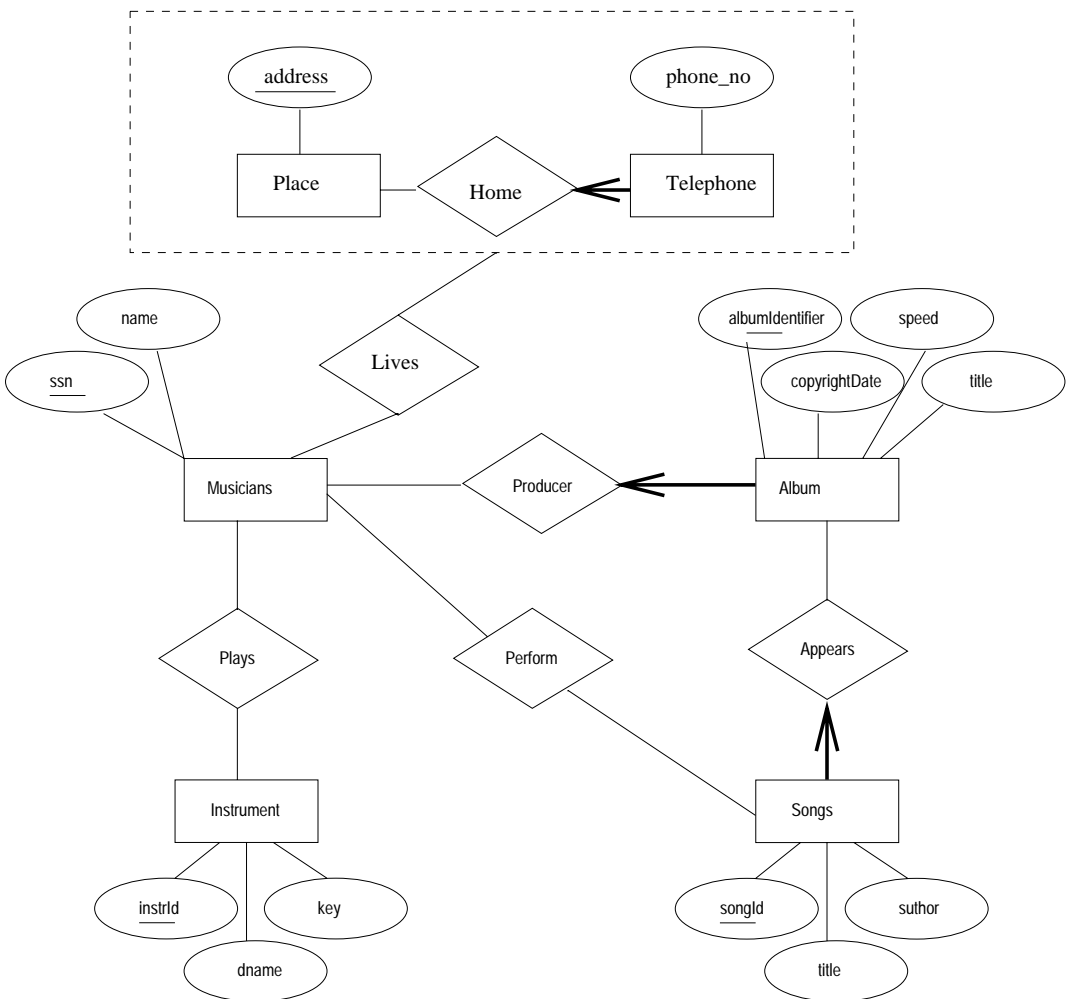 address
phone_no
Place
Home
Telephone
name
albumIdentifier
speed
ssn
Lives
copyrightDate
title
Musicians
Producer
Album
Plays
Perform
Appears
Instrument
Songs
instrId
key
songId
suthor
dname
title